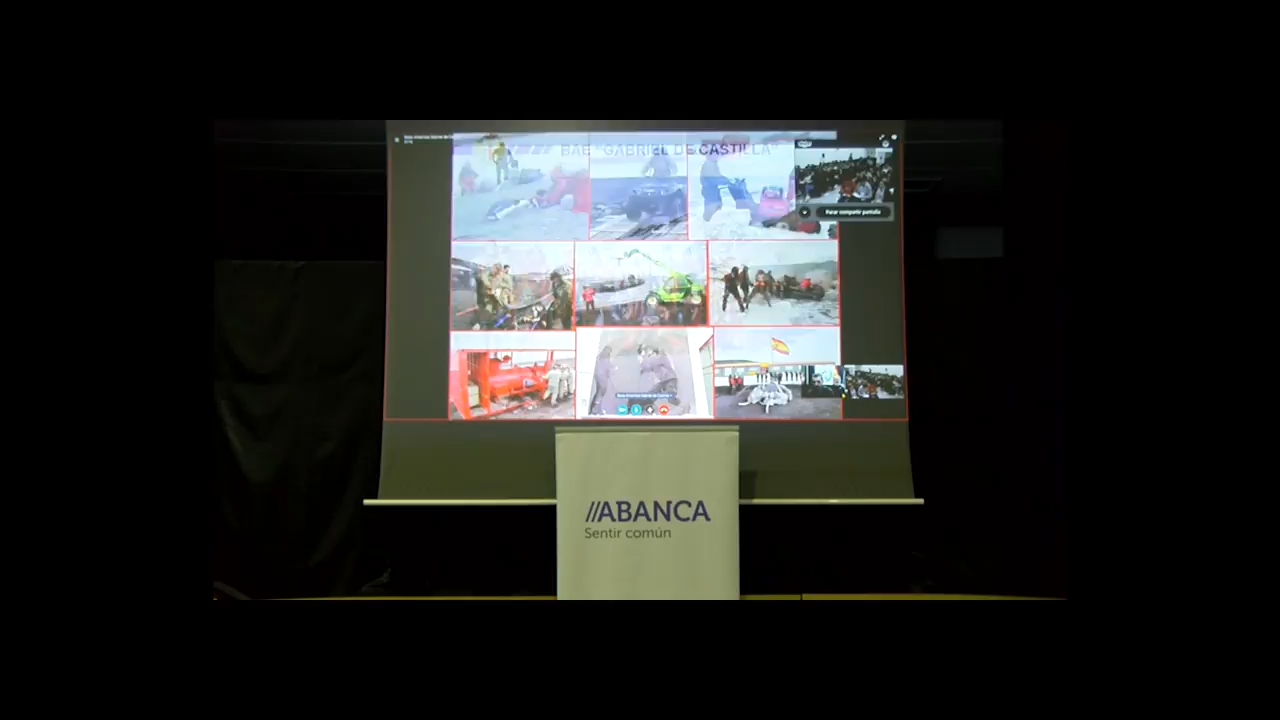 BAE "GABRIEL DE CASTILLA"
Parar compartir pantalla
//ABANCA
Sentir común